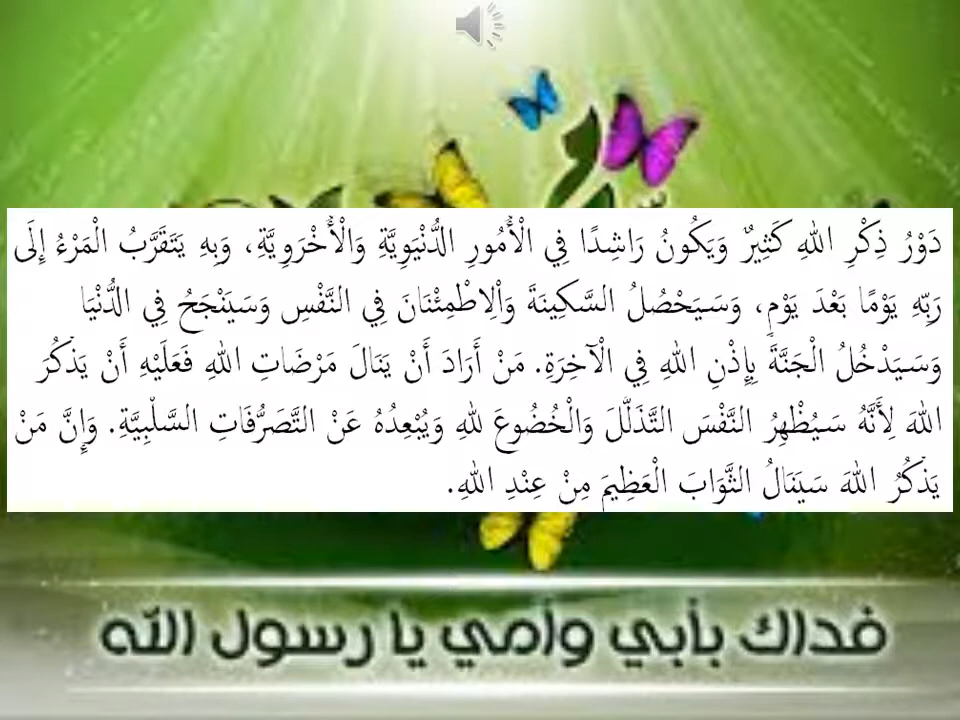 دَوْرُ ذِكْرِ اللهِ كَثِيرٌ وَيَكُونُ رَاشِدًا فِي الْأُمُورِ الدُّنْيَوِيَّةِ وَالْأُخْرَوِيَّةِ، وَبِهِ يَتَقَرَّبُ الْمَرْءُ إِلَى
رَبِّهِ يَوْمًا بَعْدَ يَوْمٍ، وَسَيَحْصُلُ السَّكِينَةَ وَاْلِاطْمِئْنَانَ فِي النَّفْسِ وَسَيَنْجَحُ فِي الدُّنْيَا
وَسَيَدْخُلُ الْجَنَّةَ بِإِذْنِ اللهِ فِي الْآخِرَةِ. مَنْ أَرَادَ أَنْ يَنَالَ مَرْضَاتِ اللهِ فَعَلَيْهِ أَنْ يَذْكُرَ
اللهَ لِأَنَّهُ سَيُظْهِرُ النَّفْسَ التَّذَلُّلَ وَالْخُضُوعَ لِلهِ وَيُبْعِدُهُ عَنْ التَّصَرُّفَاتِ السَّلْبِيَّةِ. وَإِنَّ مَنْ
يَذْكُرُ اللهَ سَيَنَالُ الثَّوَابَ الْعَظِيمَ مِنْ عِنْدِ اللهِ.
فداك بأبي وأمي يا رسول الله